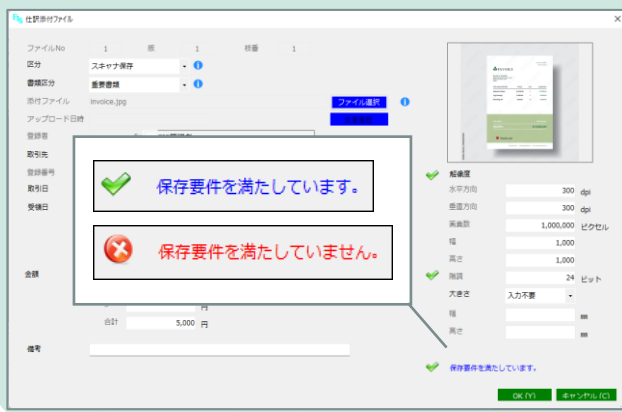 仕訳添付ファイル
ファイルNo 1 版 1 枝番 1
区分 スキャナ保存
書類区分 重要書類
添付ファイル invoice.jpg ファイル選択
アップロード日時
登録者
取引先
登録番号
取引日
受領日
保存要件を満たしています。
保存要件を満たしていません。
金額
円
合計 5,000 円
備考
INVOICE
解像度
水平方向 300 dpi
垂直方向 300 dpi
画素数 1,000,000 ピクセル
幅 1,000
高さ 1,000
階調 24 ビット
大きさ 入力不要
幅 mm
高さ mm
保存要件を満たしています。
OK (Y) キャンセル (C)